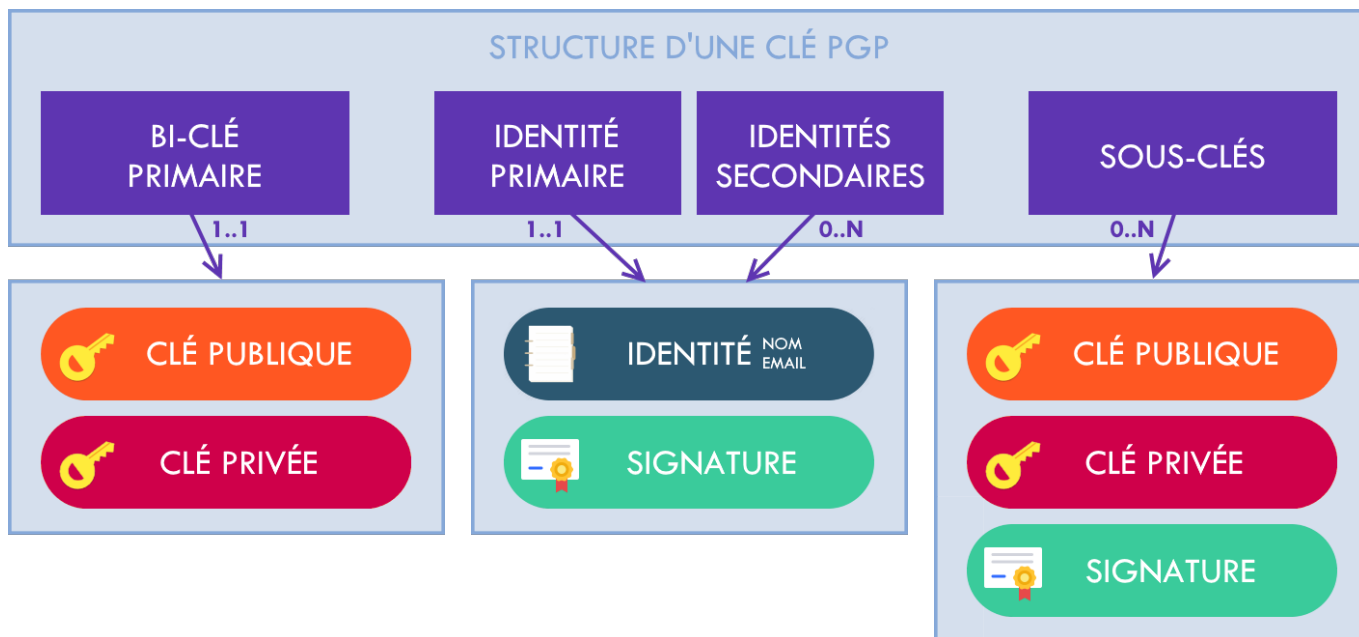 STRUCTURE D'UNE CLÉ PGP
BI-CLÉ
PRIMAIRE
IDENTITÉ
PRIMAIRE
IDENTITÉS
SECONDAIRES
SOUS-CLÉS
1..1
1..1
0..N
0..N
CLÉ PUBLIQUE
CLÉ PRIVÉE
IDENTITÉ NOM
EMAIL
SIGNATURE
CLÉ PUBLIQUE
CLÉ PRIVÉE
SIGNATURE